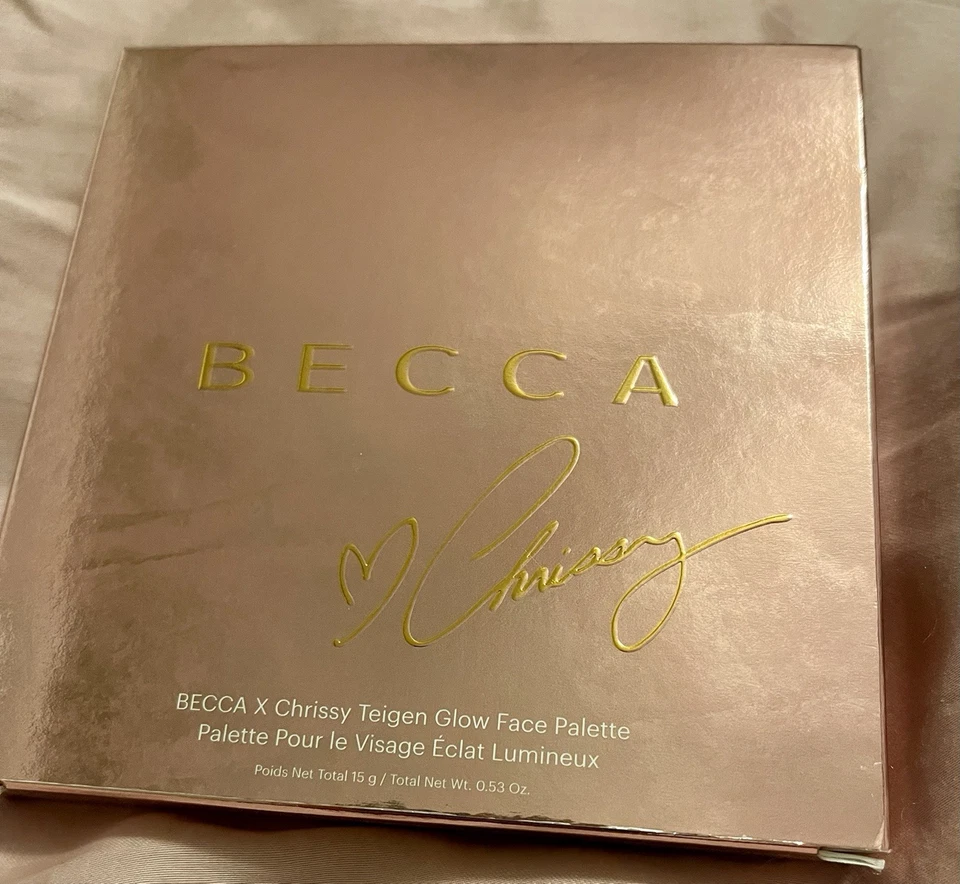 BECCA
♡Chrissy
BECCA X Chrissy Teigen Glow Face Palette
Palette Pour le Visage Éclat Lumineux
Poids Net Total 15 g / Total Net Wt. 0.53 Oz.